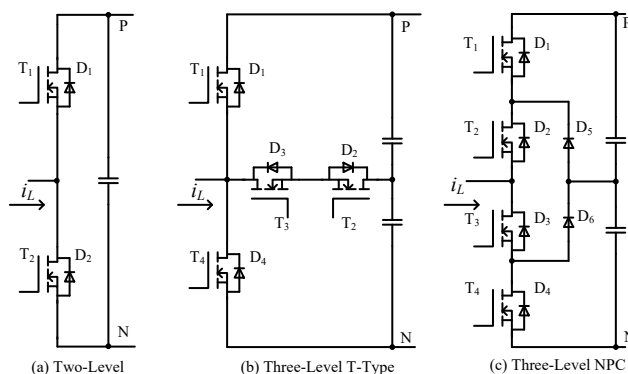 P
T1
D1
iL
T2
D2
N
(a) Two-Level
P
T1
D1
D3
D2
iL
T3
T2
T4
D4
N
(b) Three-Level T-Type
P
T1
D1
T2
D2
D5
iL
T3
D3
D6
T4
D4
N
(c) Three-Level NPC